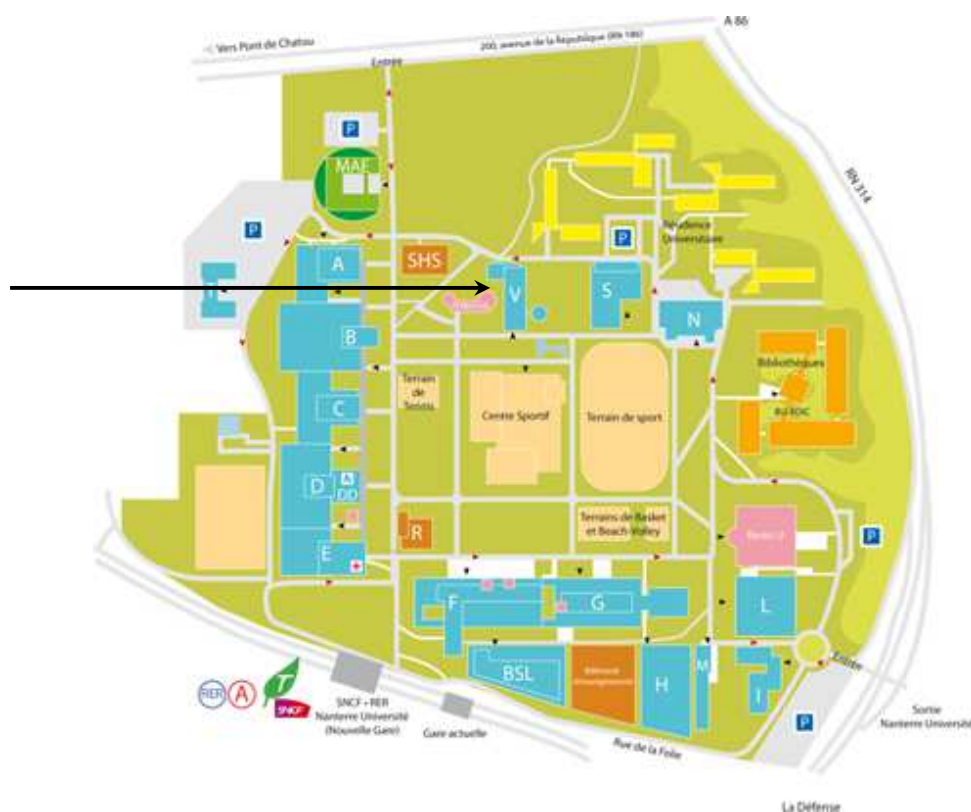 A 86
Vers Pont de Chatou
200, avenue de la République (RN 186)
Entrée
P
MAE
RN 314
P
Résidence
Universitaire
P
A
SHS
V
S
N
B
Bibliothèques
Terrain
de
Tennis
Centre Sportif
Terrain de sport
C
BU-BDIC
D
A
DD
R
Terrains de Basket
et Beach-Volley
P
E
F
G
L
BSL
Bâtiment
H
M
I
Entrée
RER
A
T
SNCF
SNCF - RER
Nanterre Université
(Nouvelle Gare)
Gare actuelle
P
Sortie
Nanterre Université
Rue de la Folie
La Défense